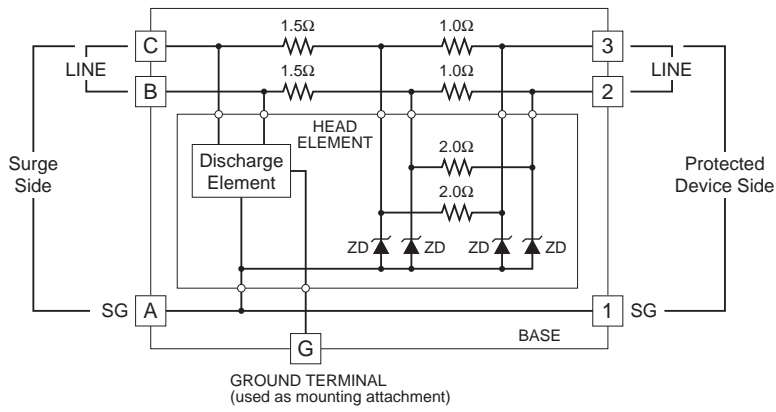 C
1.5Ω
1.0Ω
3
LINE
LINE
B
1.5Ω
1.0Ω
2
HEAD
ELEMENT
2.0Ω
Discharge
Element
Surge
Side
Protected
Device Side
2.0Ω
ZD
ZD
ZD
ZD
SG
A
1
SG
BASE
G
GROUND TERMINAL
(used as mounting attachment)